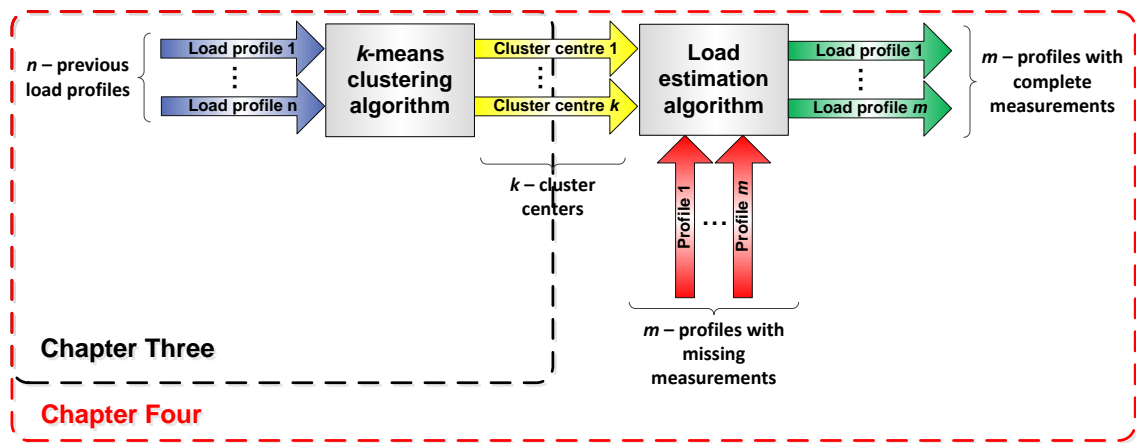 n – previous
load profiles
Load profile 1
⋮
Load profile n
k-means
clustering
algorithm
Cluster centre 1
⋮
Cluster centre k
k – cluster
centers
Load
estimation
algorithm
Load profile 1
⋮
Load profile m
m – profiles with
complete
measurements
Profile 1
...
Profile m
m – profiles with
missing
measurements
Chapter Three
Chapter Four